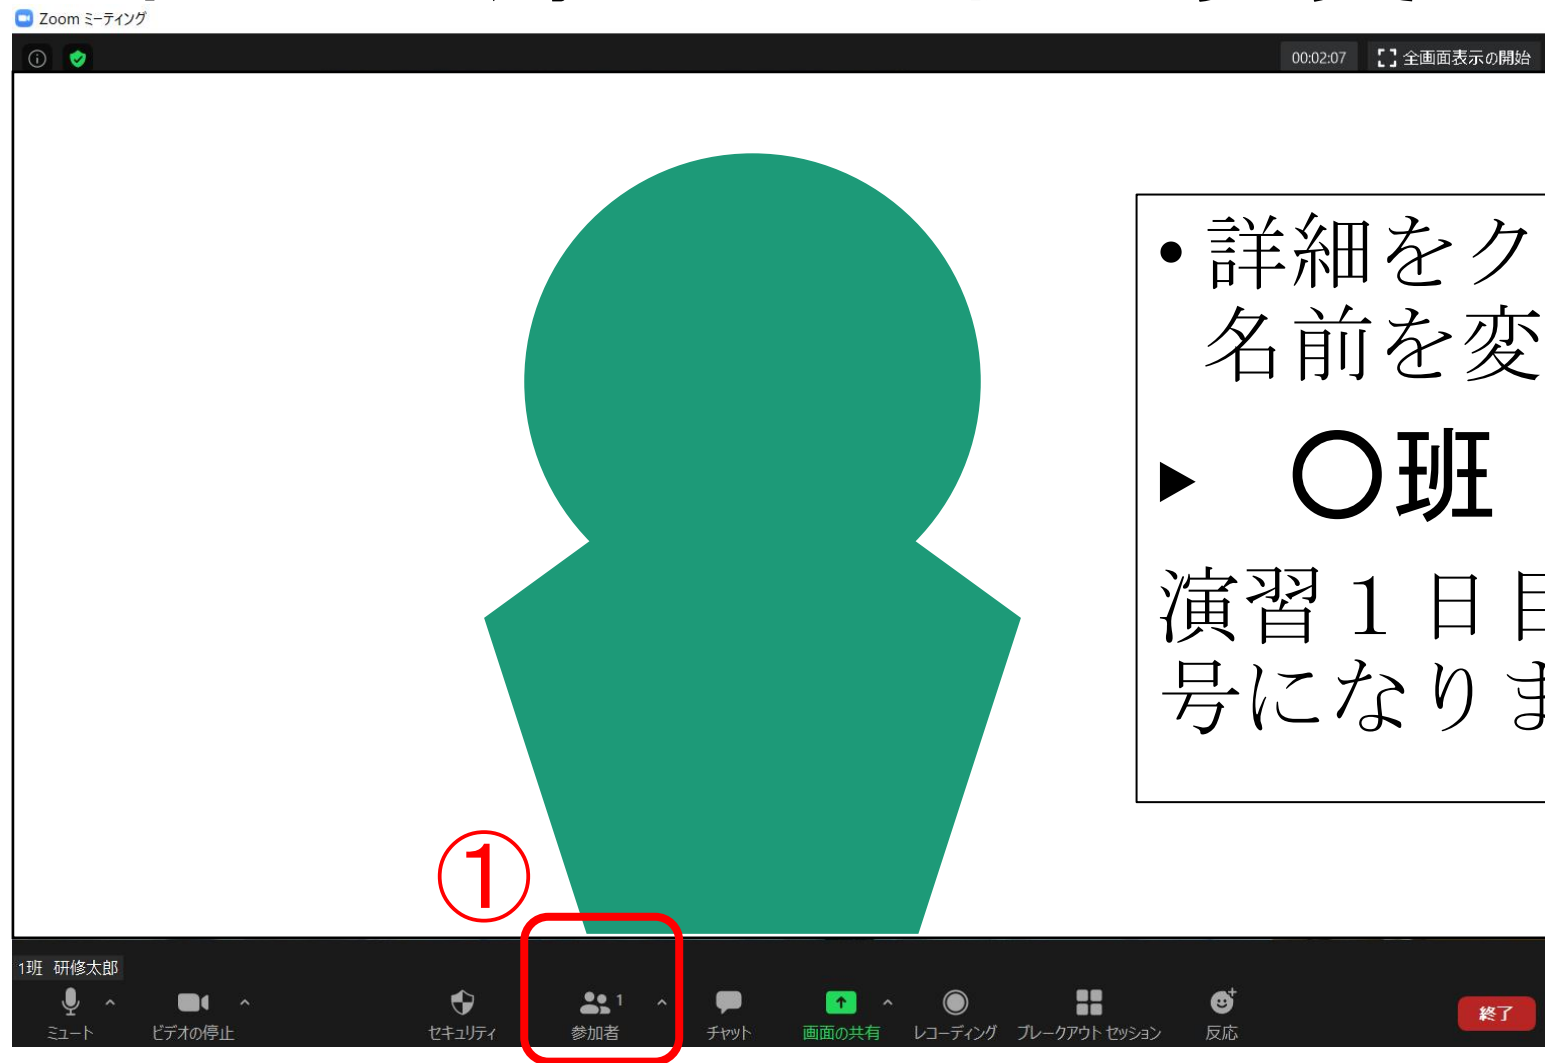 Zoom ミーティング
00:02:07 全画面表示の開始
•詳細をク
名前を変
▶ 〇班
演習１日目
号になりま
①
1班 研修太郎
1
ミュート ビデオの停止 セキュリティ 参加者 チャット 画面の共有 レコーディング ブレークアウト セッション 反応 終了